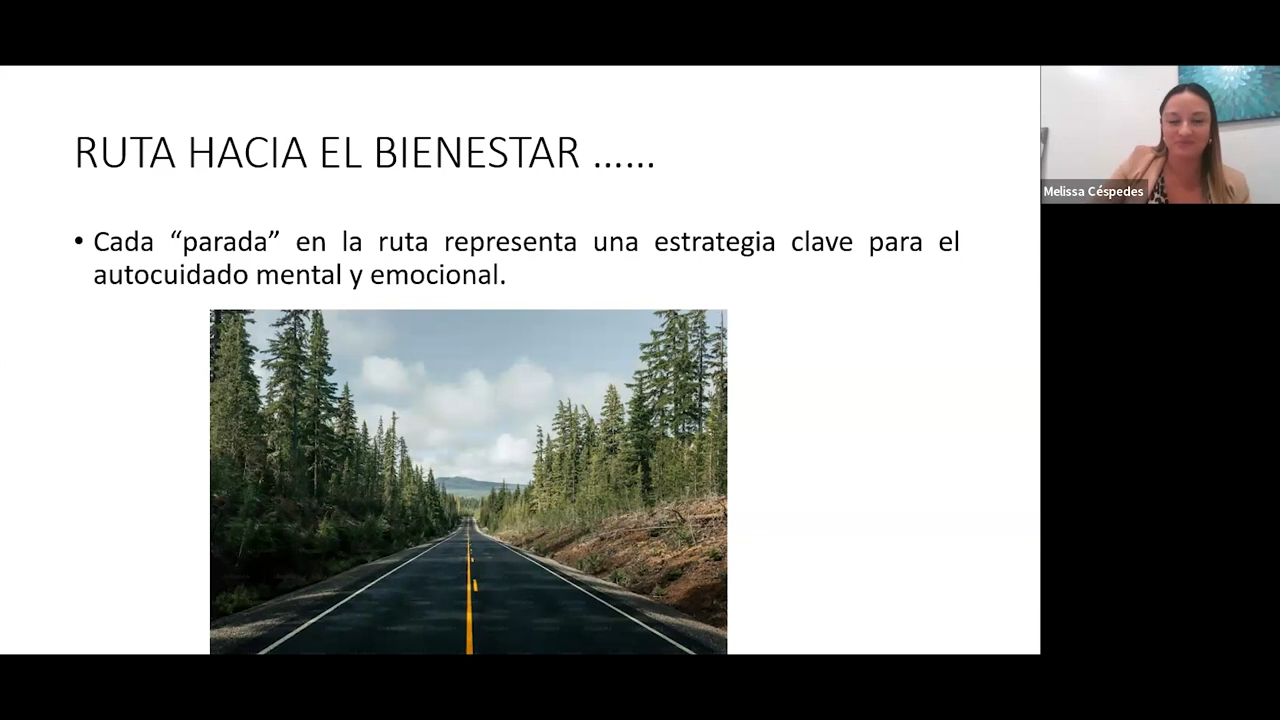 RUTA HACIA EL BIENESTAR ......
• Cada “parada” en la ruta representa una estrategia clave para el
autocuidado mental y emocional.
Melissa Céspedes